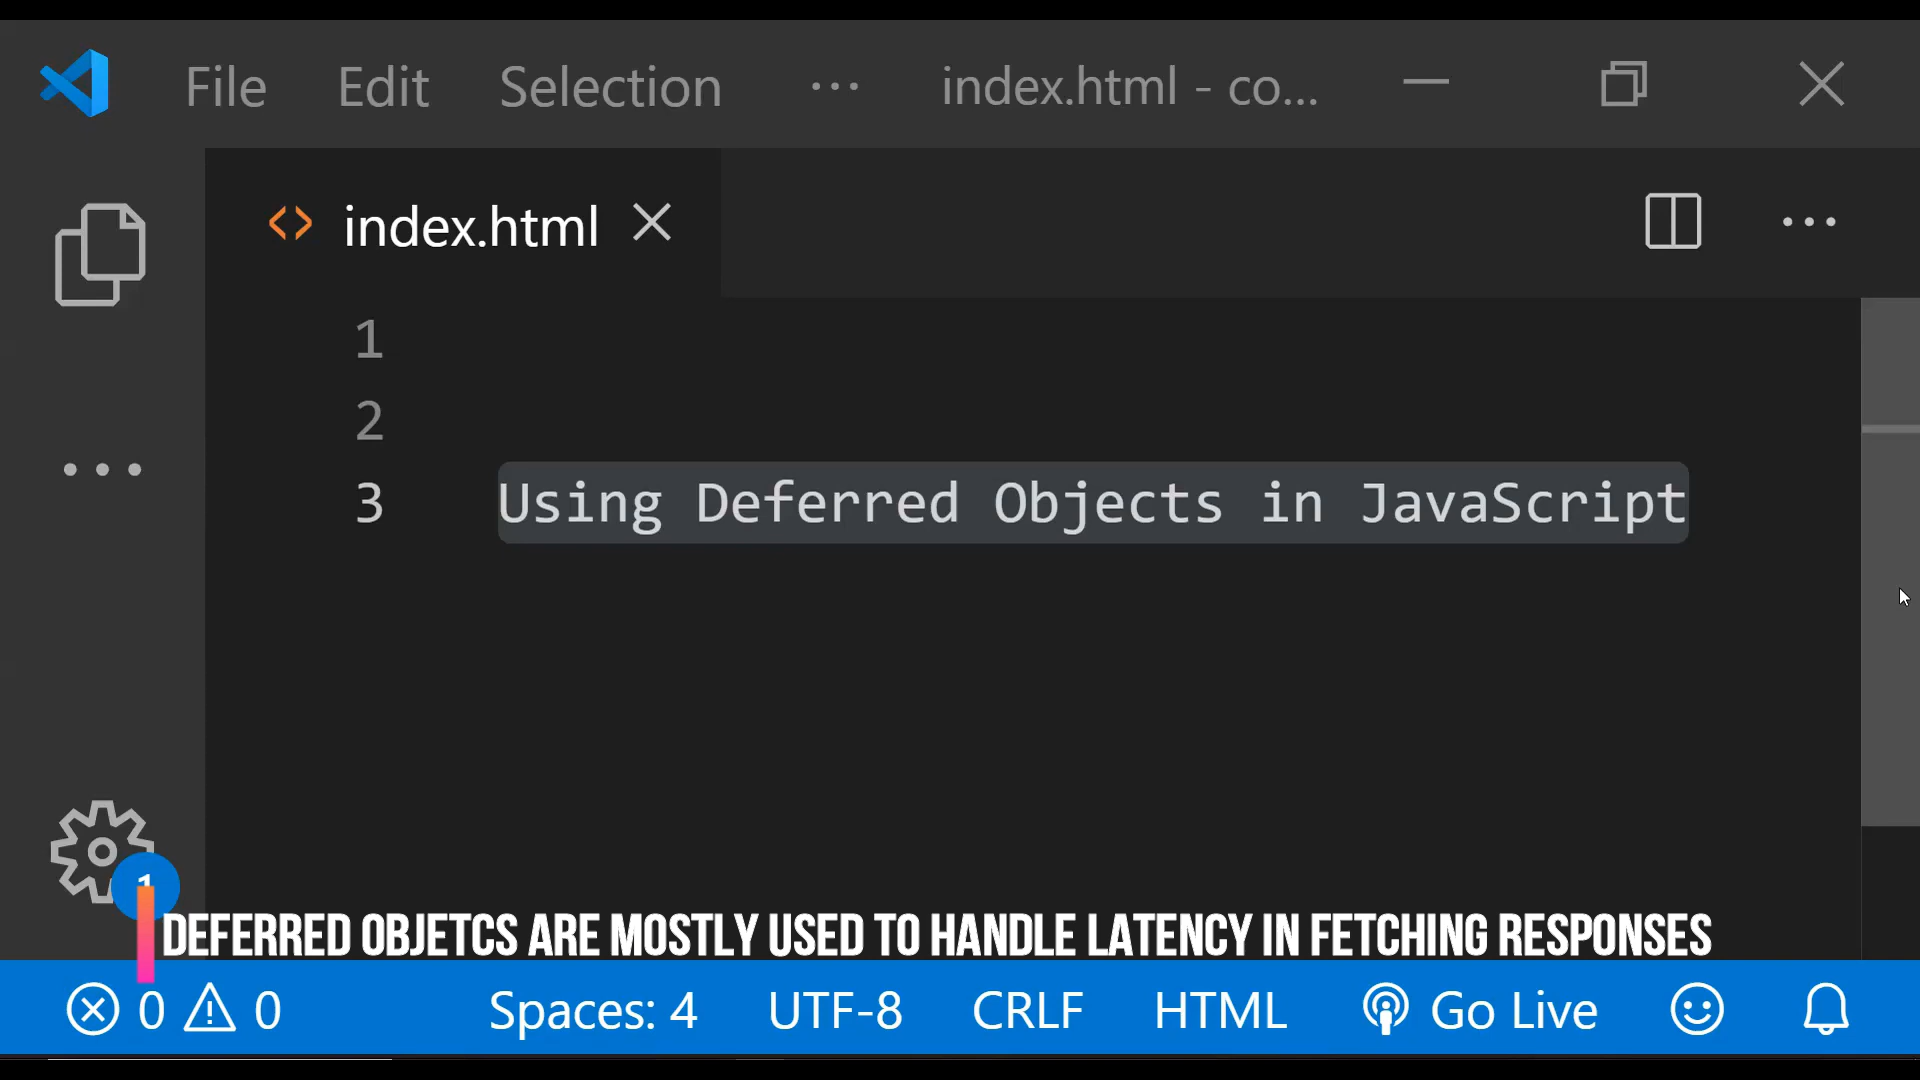 File Edit Selection ··· index.html - co...
index.html
1
2
3 Using Deferred Objects in JavaScript
1
DEFERRED OBJETCS ARE MOSTLY USED TO HANDLE LATENCY IN FETCHING RESPONSES
0 0 Spaces: 4 UTF-8 CRLF HTML Go Live